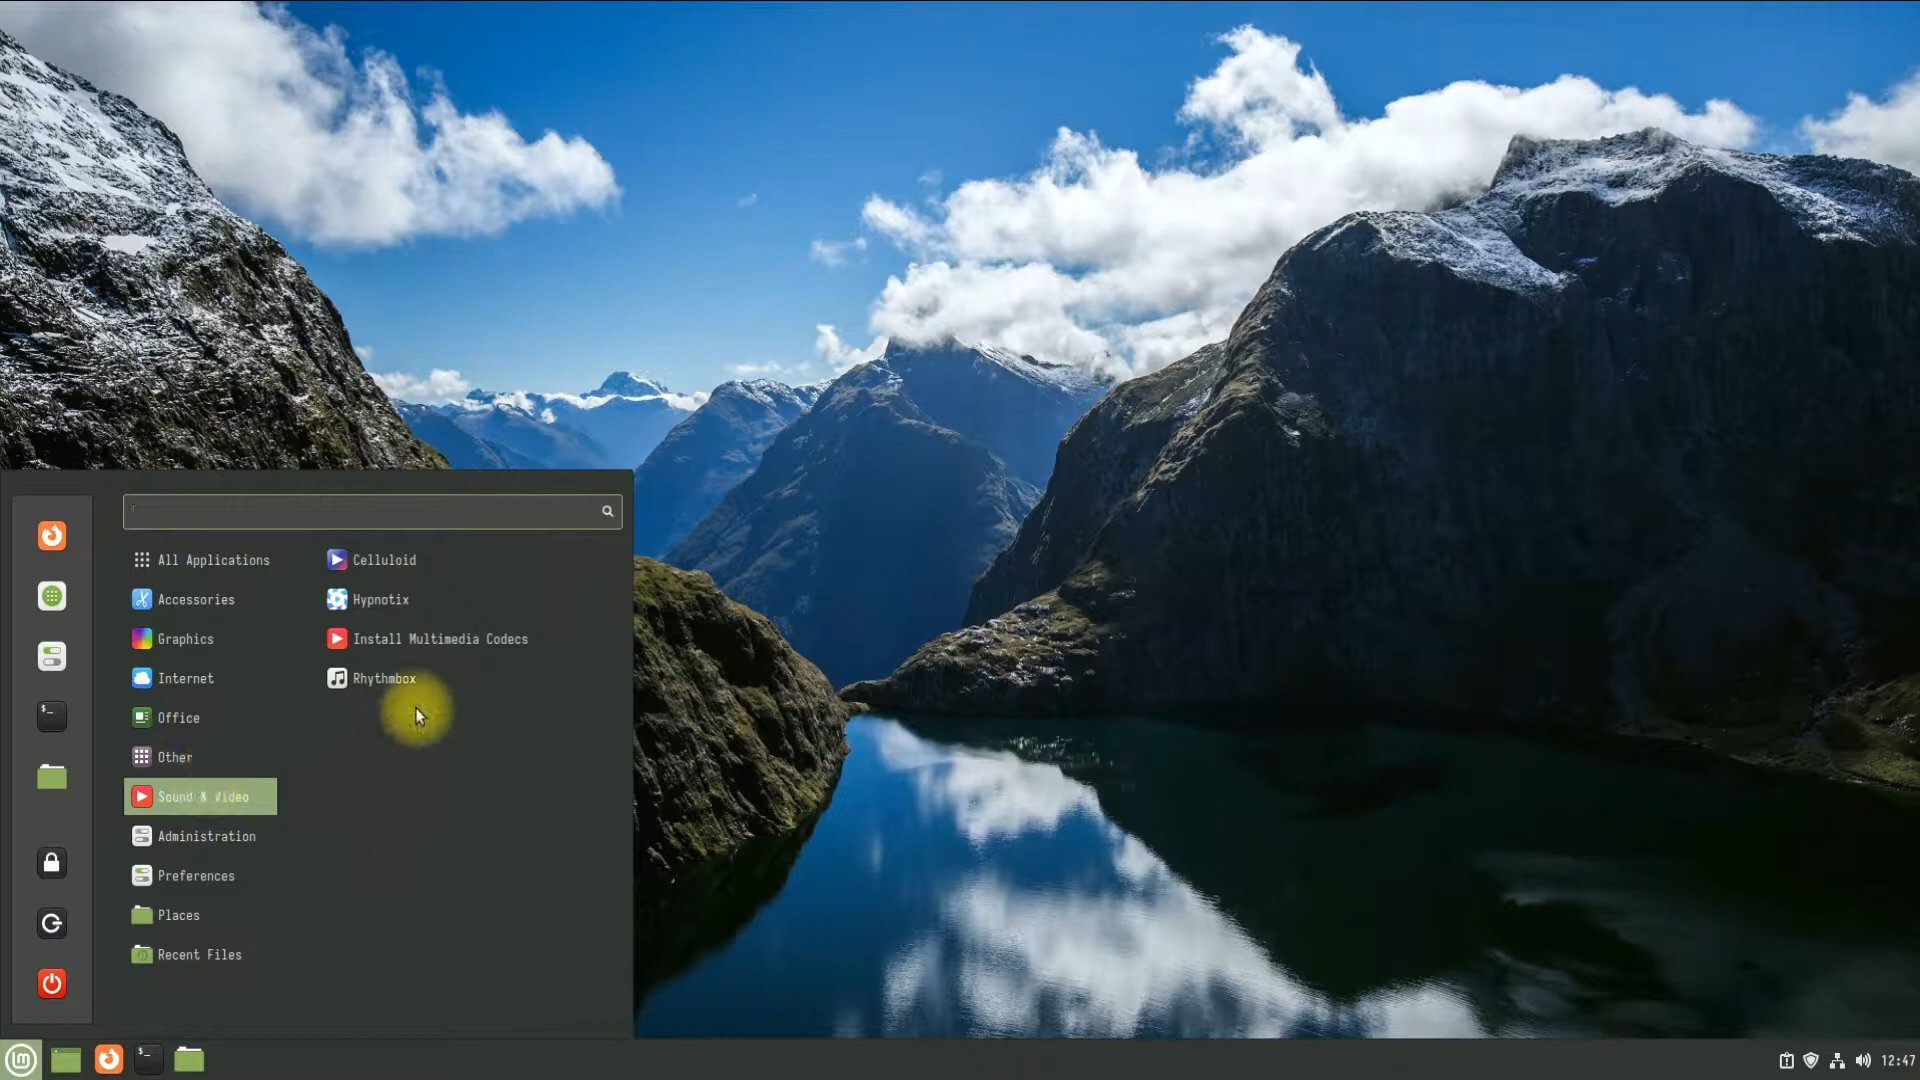 All Applications
Accessories
Graphics
Internet
Office
Other
Sound & Video
Administration
Preferences
Places
Recent Files
Celluloid
Hypnotix
Install Multimedia Codecs
Rhythmbox
$_
$_
12:47